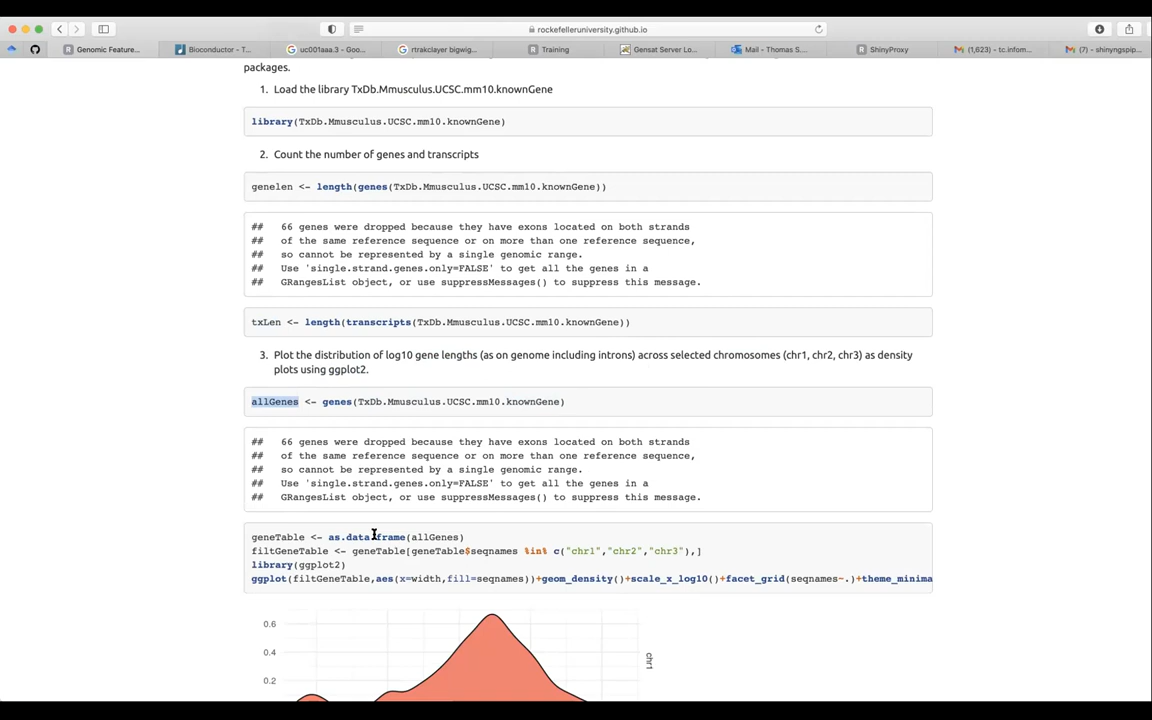 rockefelleruniversity.github.io
Genomic Feature...
Bioconductor - T...
uc001aaa.3 - Goo...
rtrakclayer bigwig...
Training
Gensat Server Lo...
Mail - Thomas S....
ShinyProxy
(1,623) - tc.infom...
(7) - shinyngspip...
packages.
1. Load the library TxDb.Mmusculus.UCSC.mm10.knownGene
library(TxDb.Mmusculus.UCSC.mm10.knownGene)
2. Count the number of genes and transcripts
genelen <- length(genes(TxDb.Mmusculus.UCSC.mm10.knownGene))
## 66 genes were dropped because they have exons located on both strands
## of the same reference sequence or on more than one reference sequence,
## so cannot be represented by a single genomic range.
## Use 'single.strand.genes.only=FALSE' to get all the genes in a
## GRangesList object, or use suppressMessages() to suppress this message.
txLen <- length(transcripts(TxDb.Mmusculus.UCSC.mm10.knownGene))
3. Plot the distribution of log10 gene lengths (as on genome including introns) across selected chromosomes (chr1, chr2, chr3) as density
plots using ggplot2.
allGenes <- genes(TxDb.Mmusculus.UCSC.mm10.knownGene)
## 66 genes were dropped because they have exons located on both strands
## of the same reference sequence or on more than one reference sequence,
## so cannot be represented by a single genomic range.
## Use 'single.strand.genes.only=FALSE' to get all the genes in a
## GRangesList object, or use suppressMessages() to suppress this message.
geneTable <- as.data.frame(allGenes)
filtGeneTable <- geneTable[geneTable$seqnames %in% c("chr1","chr2","chr3"),]
library(ggplot2)
ggplot(filtGeneTable,aes(x=width,fill=seqnames))+geom_density()+scale_x_log10()+facet_grid(seqnames~.)+theme_minima
0.6
0.4
0.2
chr1